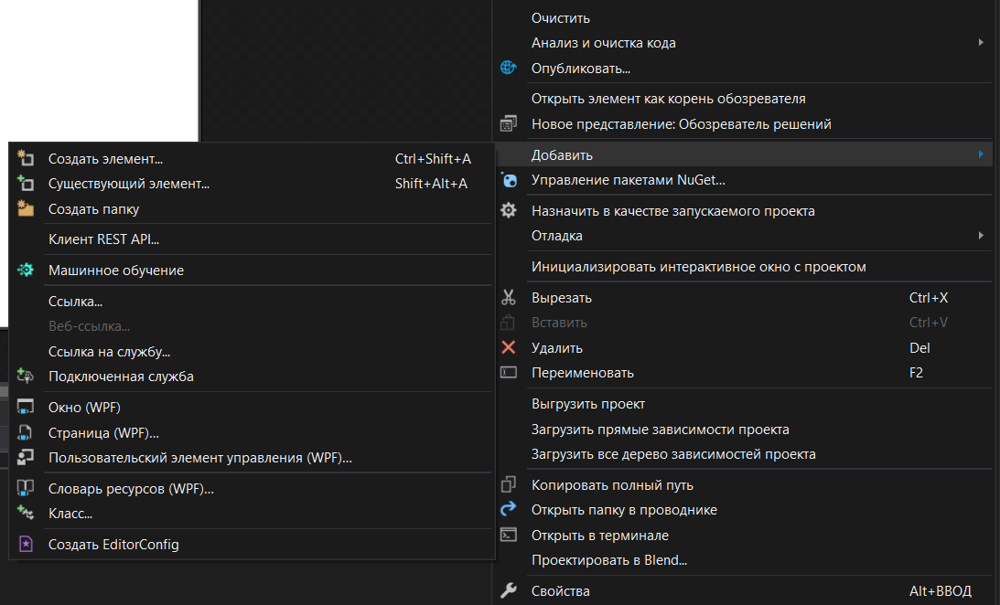 Очистить
Анализ и очистка кода
Опубликовать...
Открыть элемент как корень обозревателя
Новое представление: Обозреватель решений
Добавить
Управление пакетами NuGet...
Назначить в качестве запускаемого проекта
Отладка
Инициализировать интерактивное окно с проектом
Вырезать Ctrl+X
Вставить Ctrl+V
Удалить Del
Переименовать F2
Выгрузить проект
Загрузить прямые зависимости проекта
Загрузить все дерево зависимостей проекта
Копировать полный путь
Открыть папку в проводнике
Открыть в терминале
Проектировать в Blend...
Свойства Alt+ВВОД
Создать элемент... Ctrl+Shift+A
Существующий элемент... Shift+Alt+A
Создать папку
Клиент REST API...
Машинное обучение
Ссылка...
Веб-ссылка...
Ссылка на службу...
Подключенная служба
Окно (WPF)
Страница (WPF)...
Пользовательский элемент управления (WPF)...
Словарь ресурсов (WPF)...
Класс...
Создать EditorConfig